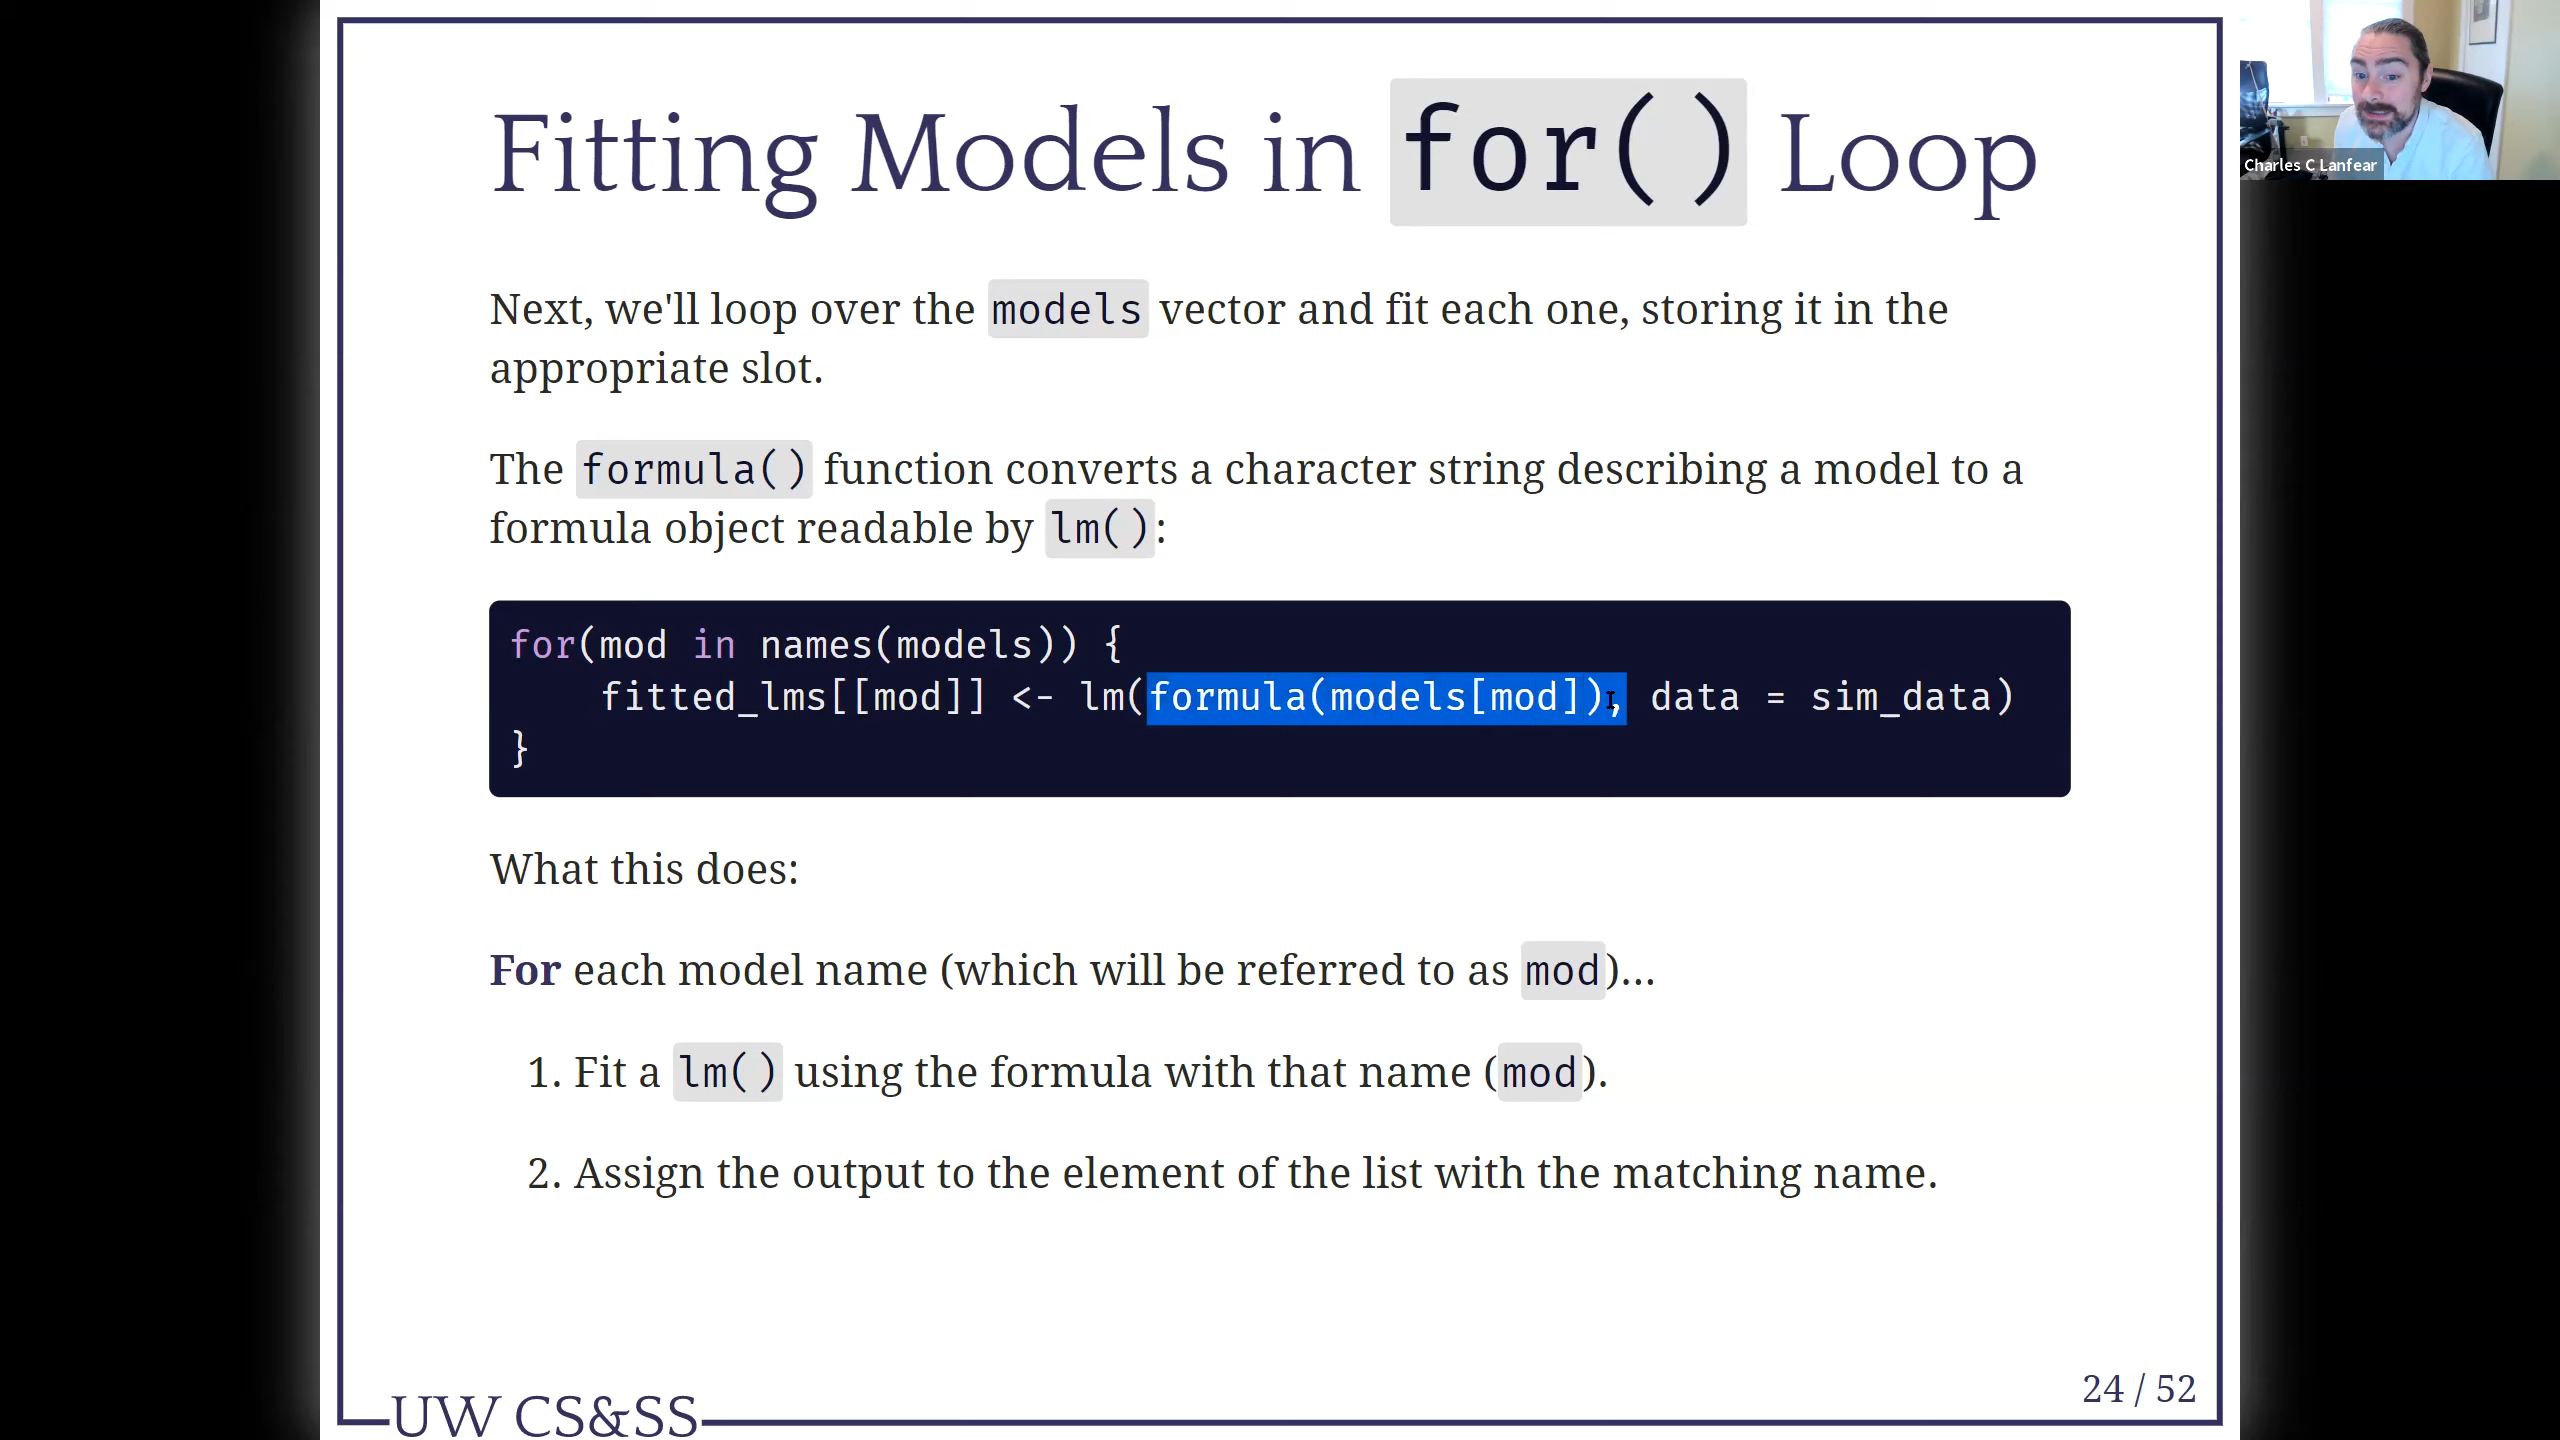 Fitting Models in for() Loop
Charles C Lanfear
Next, we'll loop over the models vector and fit each one, storing it in the
appropriate slot.
The formula() function converts a character string describing a model to a
formula object readable by lm():
for(mod in names(models)) {
    fitted_lms[[mod]] <- lm(formula(models[mod]), data = sim_data)
}
What this does:
For each model name (which will be referred to as mod)...
1. Fit a lm() using the formula with that name (mod).
2. Assign the output to the element of the list with the matching name.
24 / 52
UW CS&SS